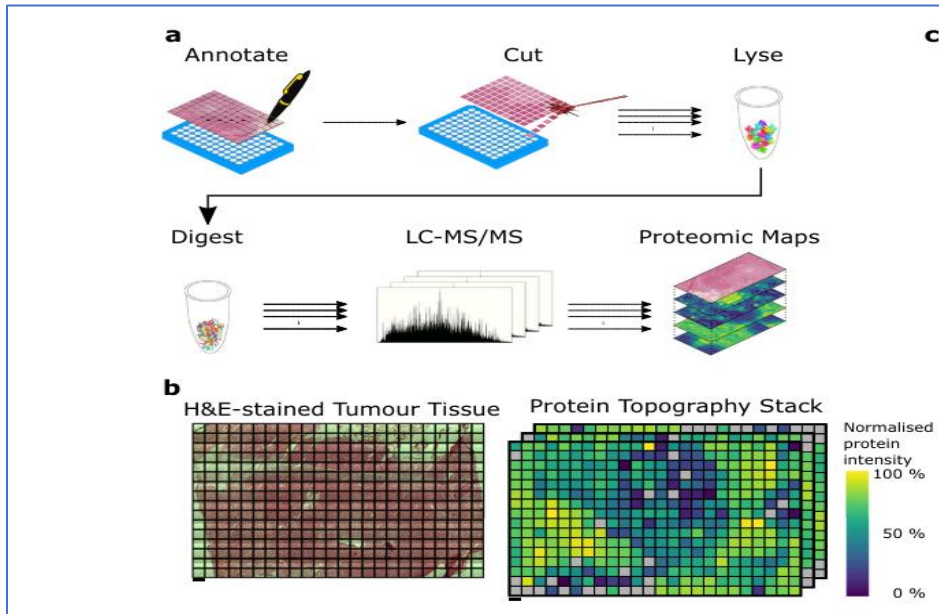 a
c
Annotate
Cut
Lyse
Digest
LC-MS/MS
Proteomic Maps
b
H&E-stained Tumour Tissue
Protein Topography Stack
Normalised
protein
intensity
100 %
50 %
0 %